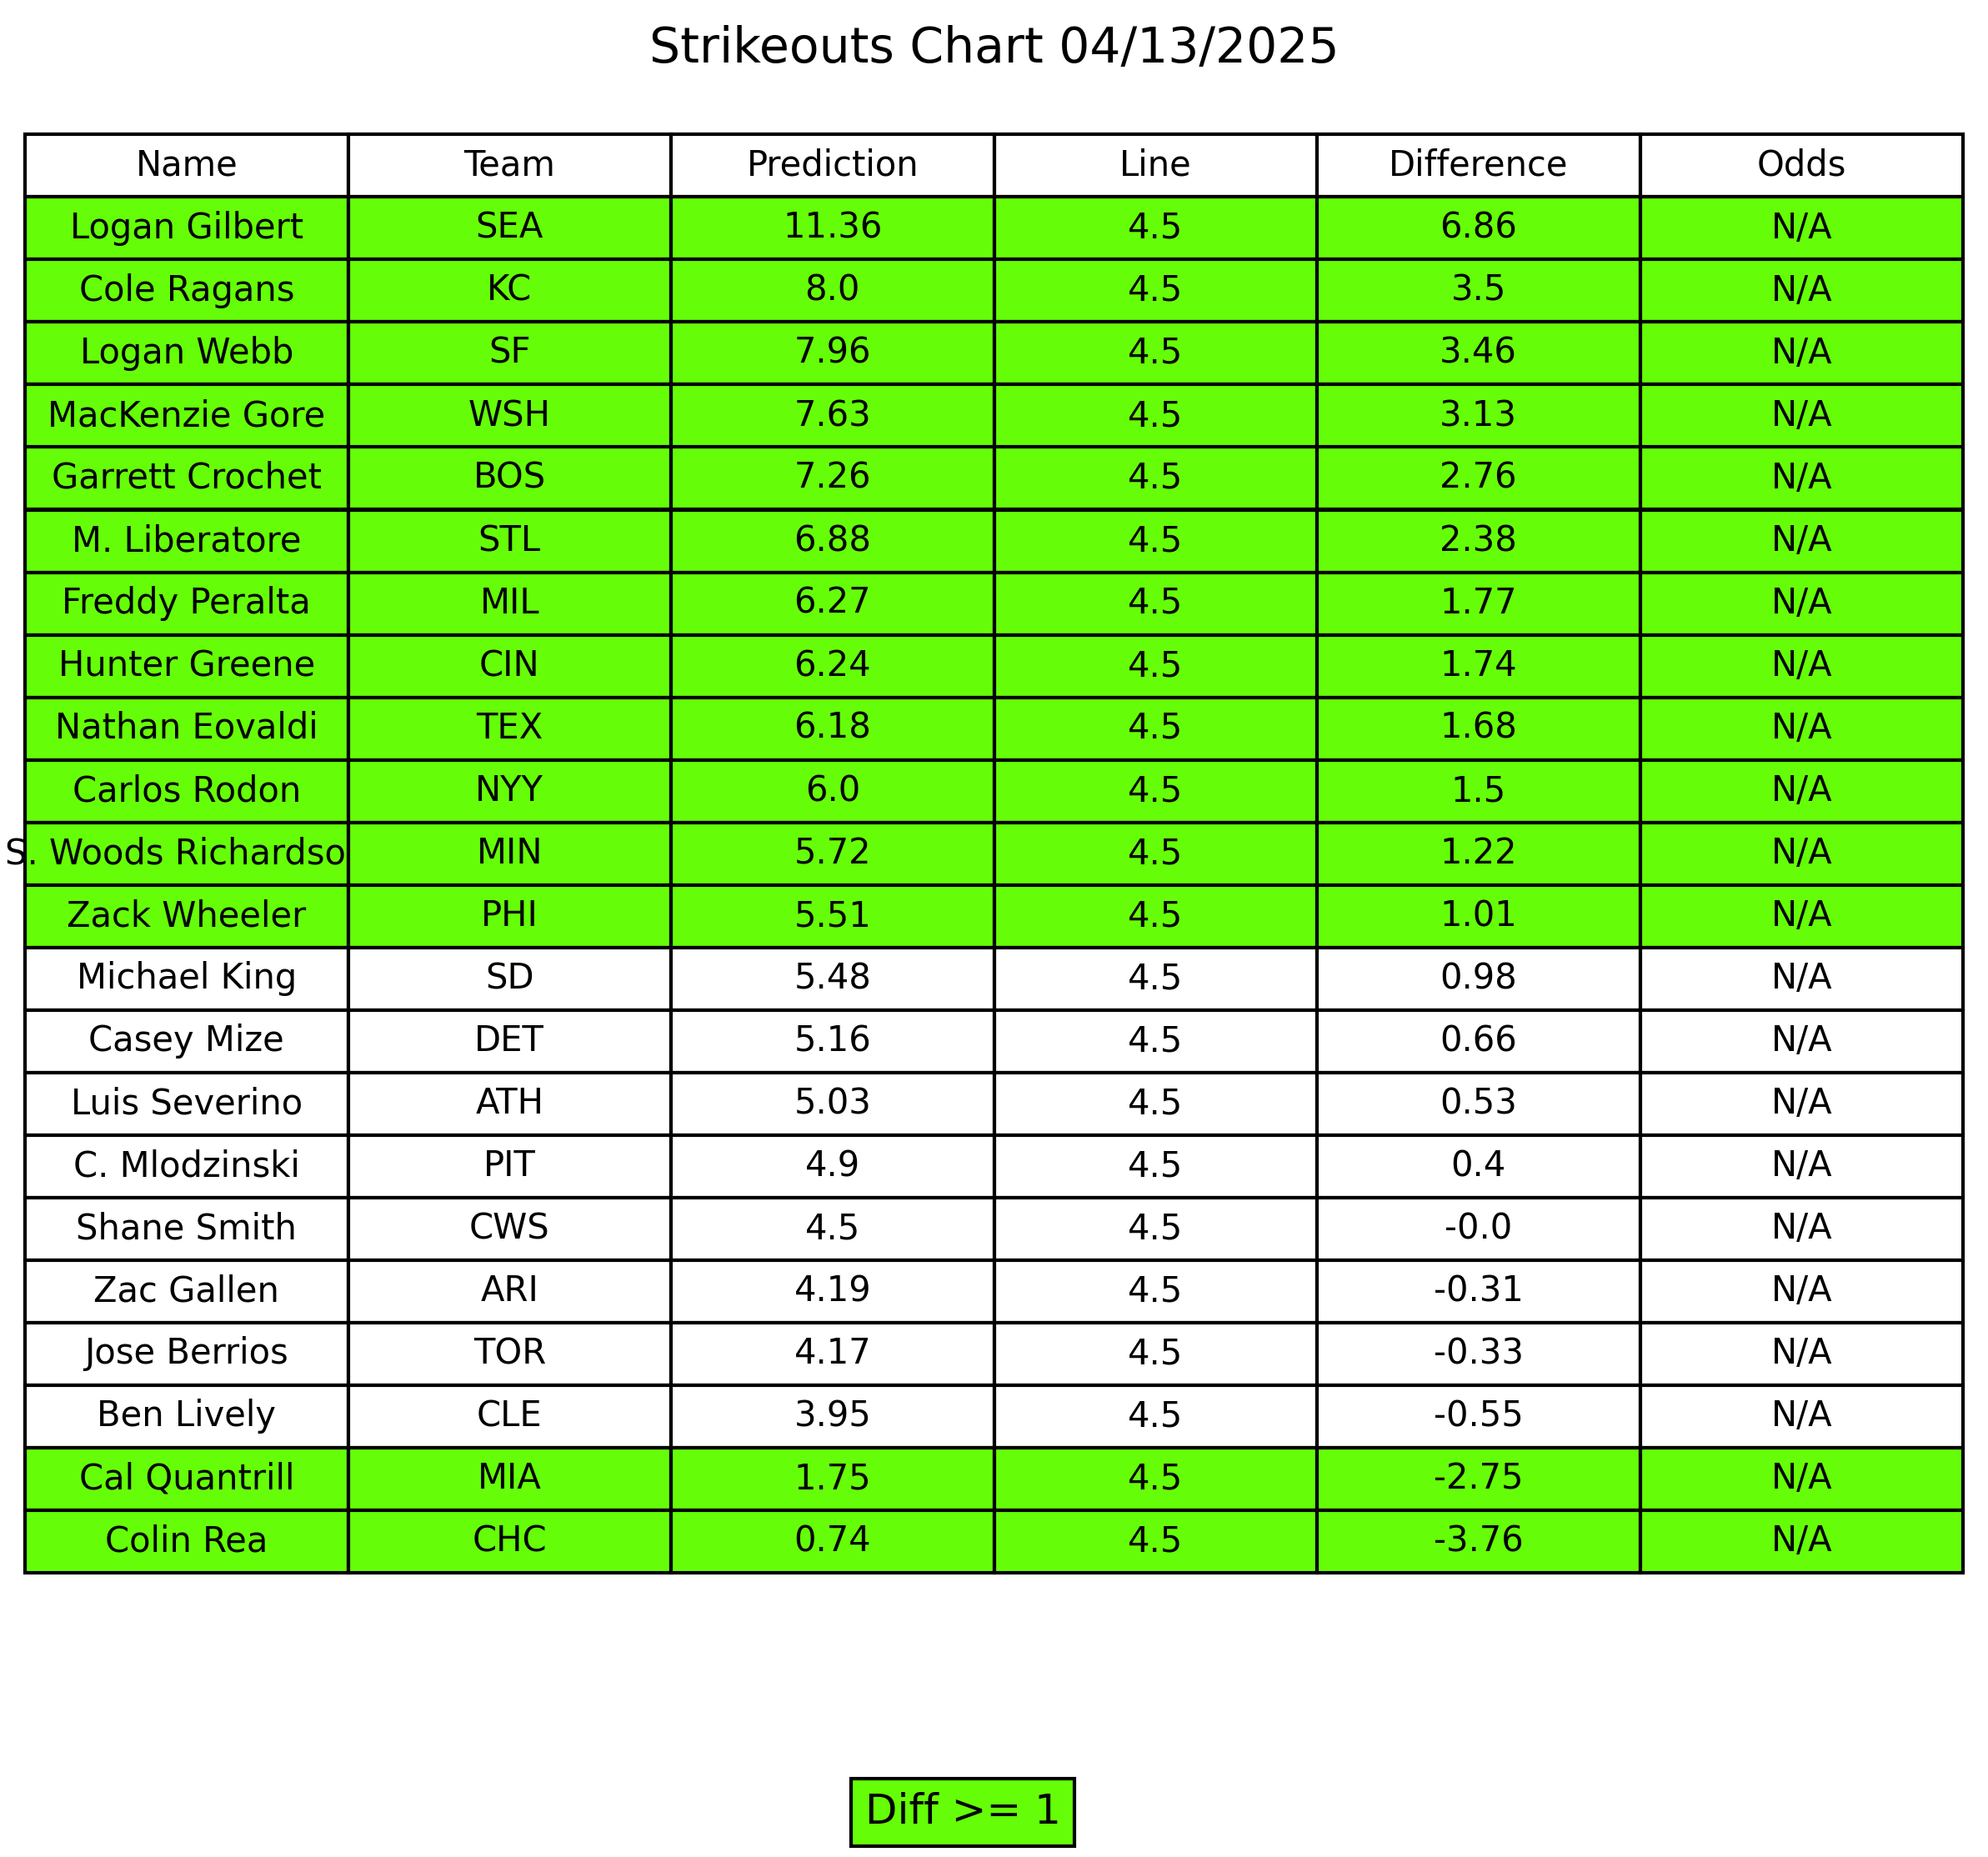 Strikeouts Chart 04/13/2025
Name Team Prediction Line Difference Odds
Logan Gilbert SEA 11.36 4.5 6.86 N/A
Cole Ragans KC 8.0 4.5 3.5 N/A
Logan Webb SF 7.96 4.5 3.46 N/A
MacKenzie Gore WSH 7.63 4.5 3.13 N/A
Garrett Crochet BOS 7.26 4.5 2.76 N/A
M. Liberatore STL 6.88 4.5 2.38 N/A
Freddy Peralta MIL 6.27 4.5 1.77 N/A
Hunter Greene CIN 6.24 4.5 1.74 N/A
Nathan Eovaldi TEX 6.18 4.5 1.68 N/A
Carlos Rodon NYY 6.0 4.5 1.5 N/A
S. Woods Richardso MIN 5.72 4.5 1.22 N/A
Zack Wheeler PHI 5.51 4.5 1.01 N/A
Michael King SD 5.48 4.5 0.98 N/A
Casey Mize DET 5.16 4.5 0.66 N/A
Luis Severino ATH 5.03 4.5 0.53 N/A
C. Mlodzinski PIT 4.9 4.5 0.4 N/A
Shane Smith CWS 4.5 4.5 -0.0 N/A
Zac Gallen ARI 4.19 4.5 -0.31 N/A
Jose Berrios TOR 4.17 4.5 -0.33 N/A
Ben Lively CLE 3.95 4.5 -0.55 N/A
Cal Quantrill MIA 1.75 4.5 -2.75 N/A
Colin Rea CHC 0.74 4.5 -3.76 N/A
Diff >= 1